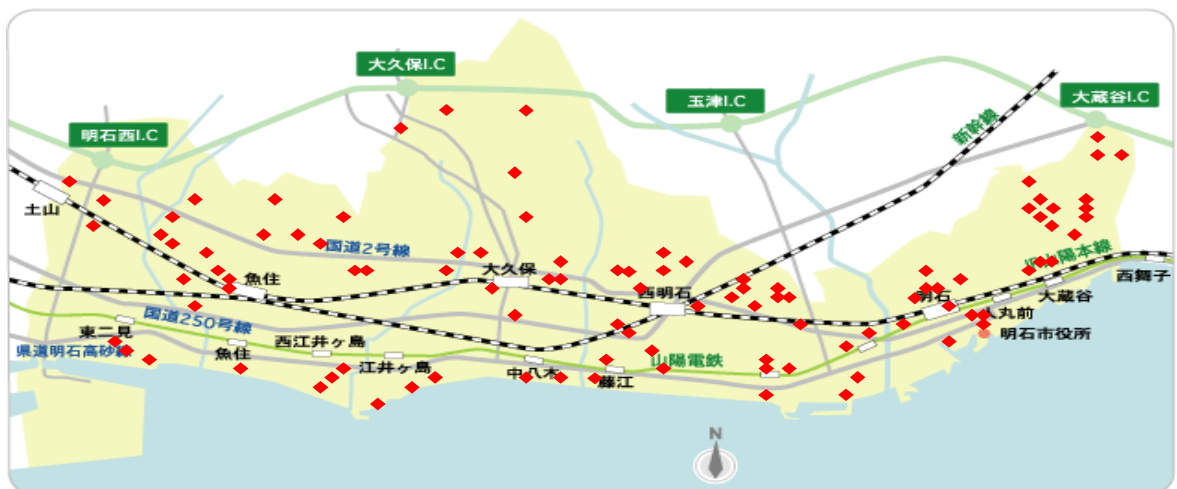 大久保I.C
玉津I.C
大蔵谷I.C
明石西I.C
新幹線
土山
国道2号線
JR山陽本線
魚住
大久保
西明石
明石
西舞子
大蔵谷
人丸前
国道250号線
東二見
明石市役所
西江井ヶ島
県道明石高砂線
魚住
江井ヶ島
山陽電鉄
中八木
藤江
N